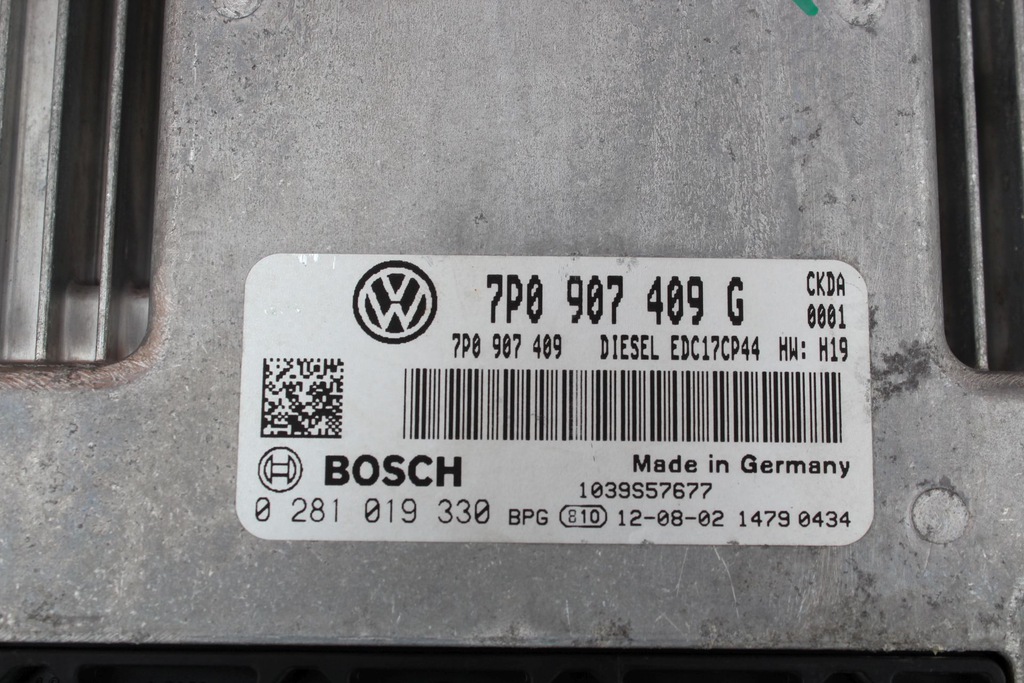 7P0 907 409 G CKDA
0001
7P0 907 409 DIESEL EDC17CP44 HW: H19
BOSCH Made in Germany
1039S57677
0 281 019 330 BPG 810 12-08-02 1479 0434